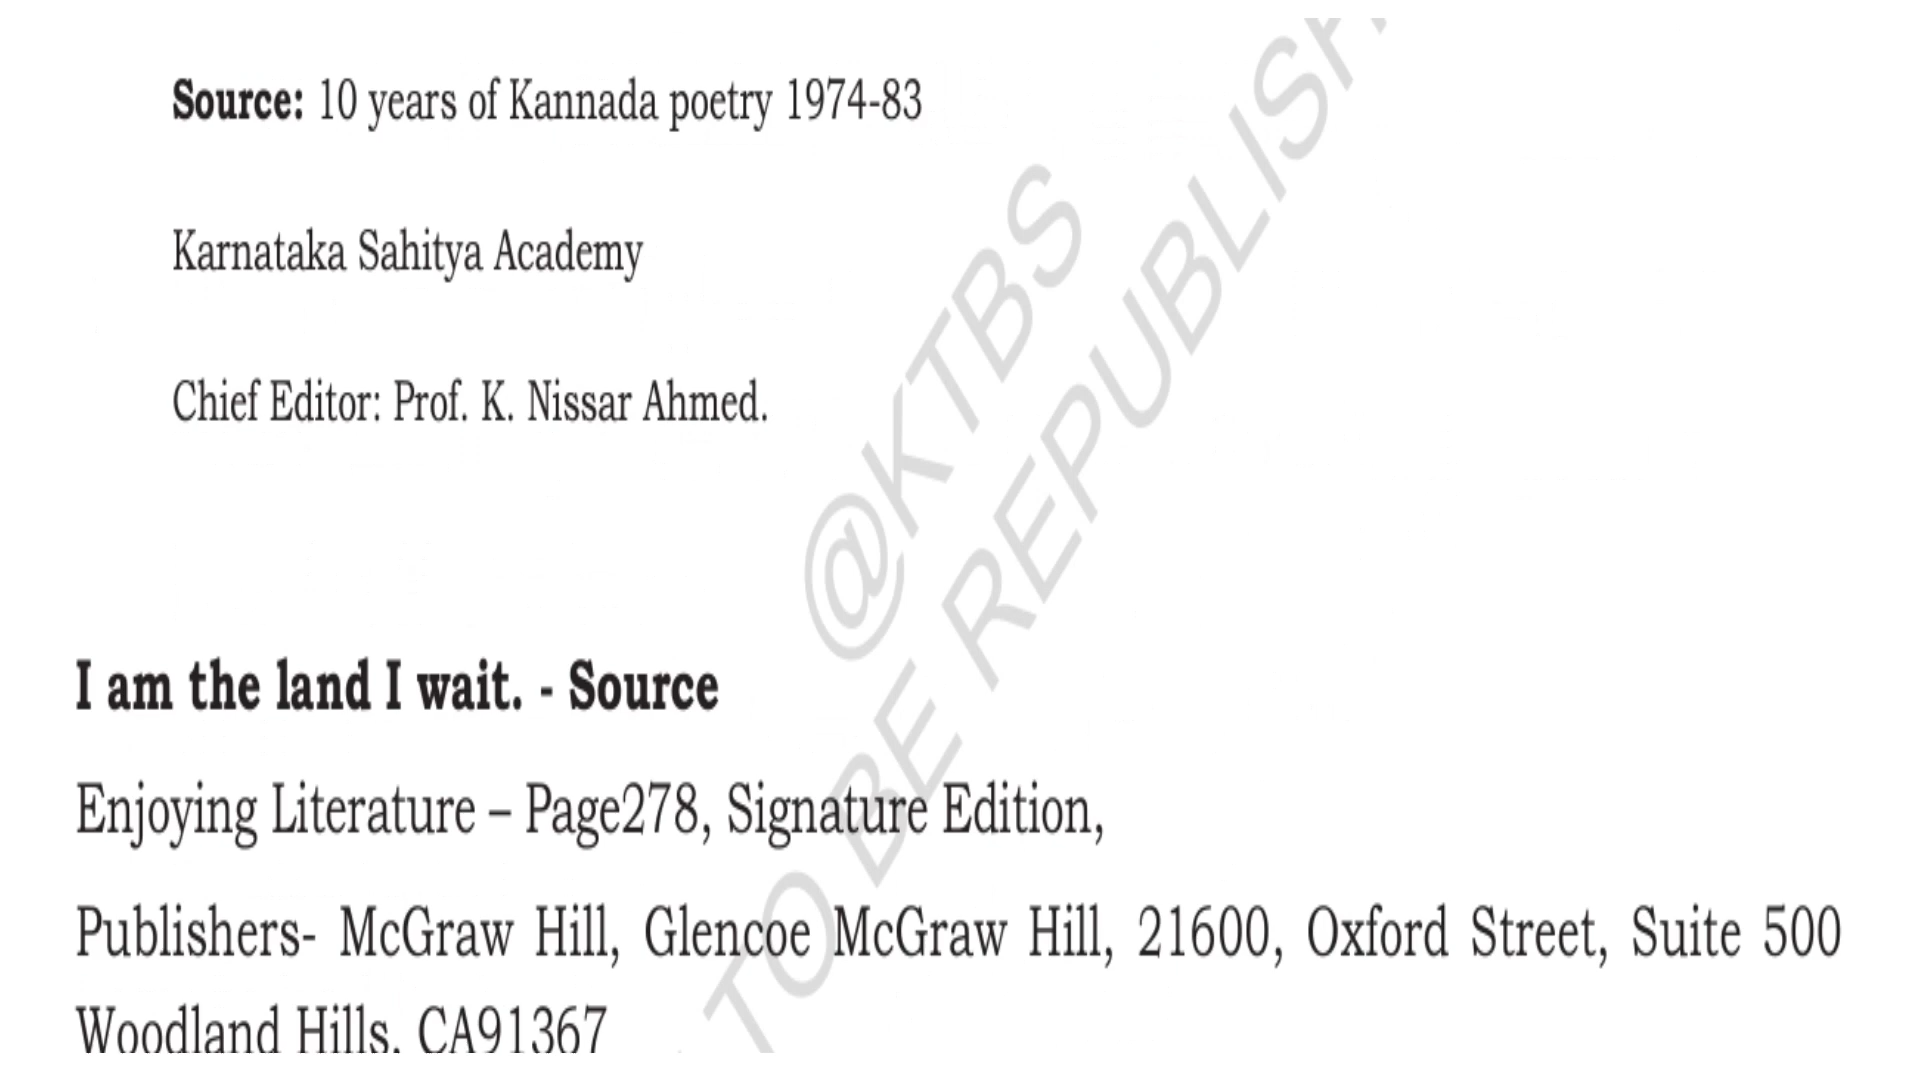 Source: 10 years of Kannada poetry 1974-83
Karnataka Sahitya Academy
Chief Editor: Prof. K. Nissar Ahmed.
@KTBS
TO BE REPUBLISH
I am the land I wait. - Source
Enjoying Literature – Page278, Signature Edition,
Publishers- McGraw Hill, Glencoe McGraw Hill, 21600, Oxford Street, Suite 500
Woodland Hills, CA91367